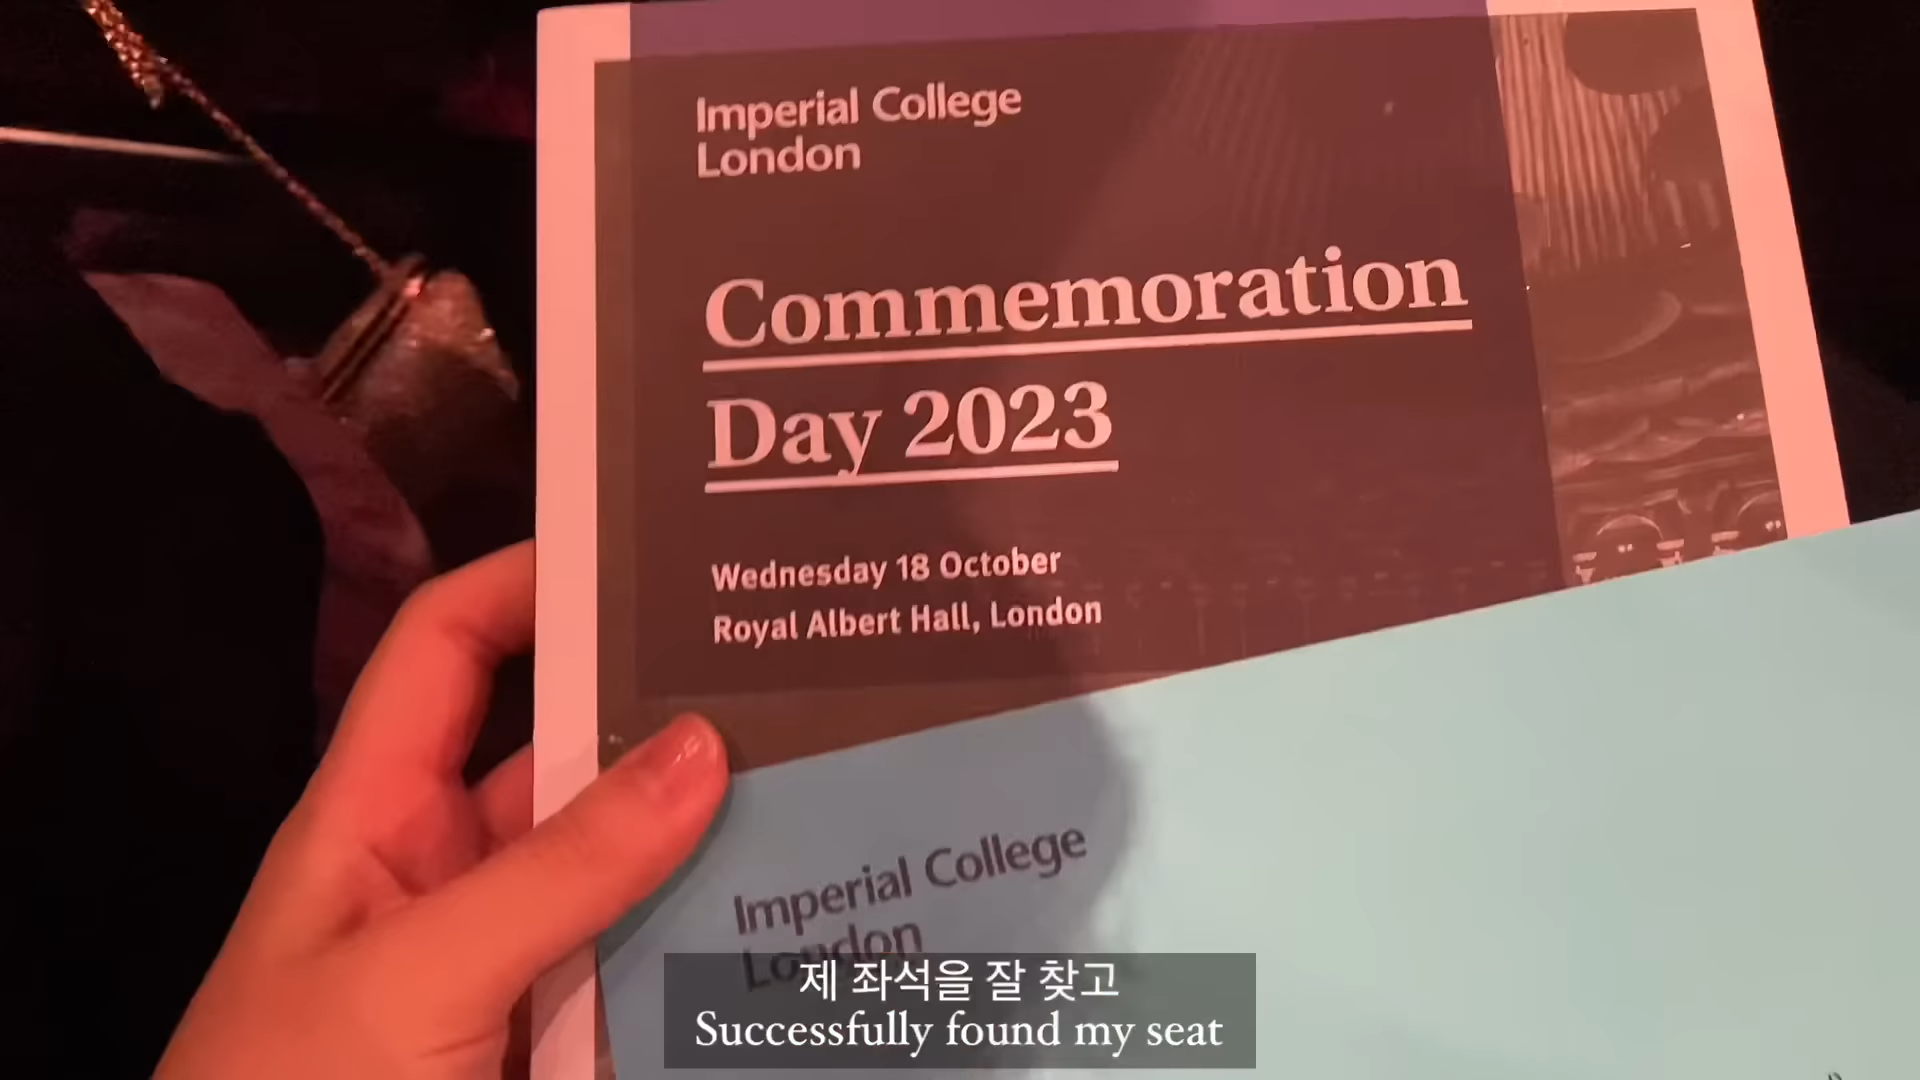 Imperial College
London
Commemoration
Day 2023
Wednesday 18 October
Royal Albert Hall, London
Imperial College
London
제 좌석을 잘 찾고
Successfully found my seat